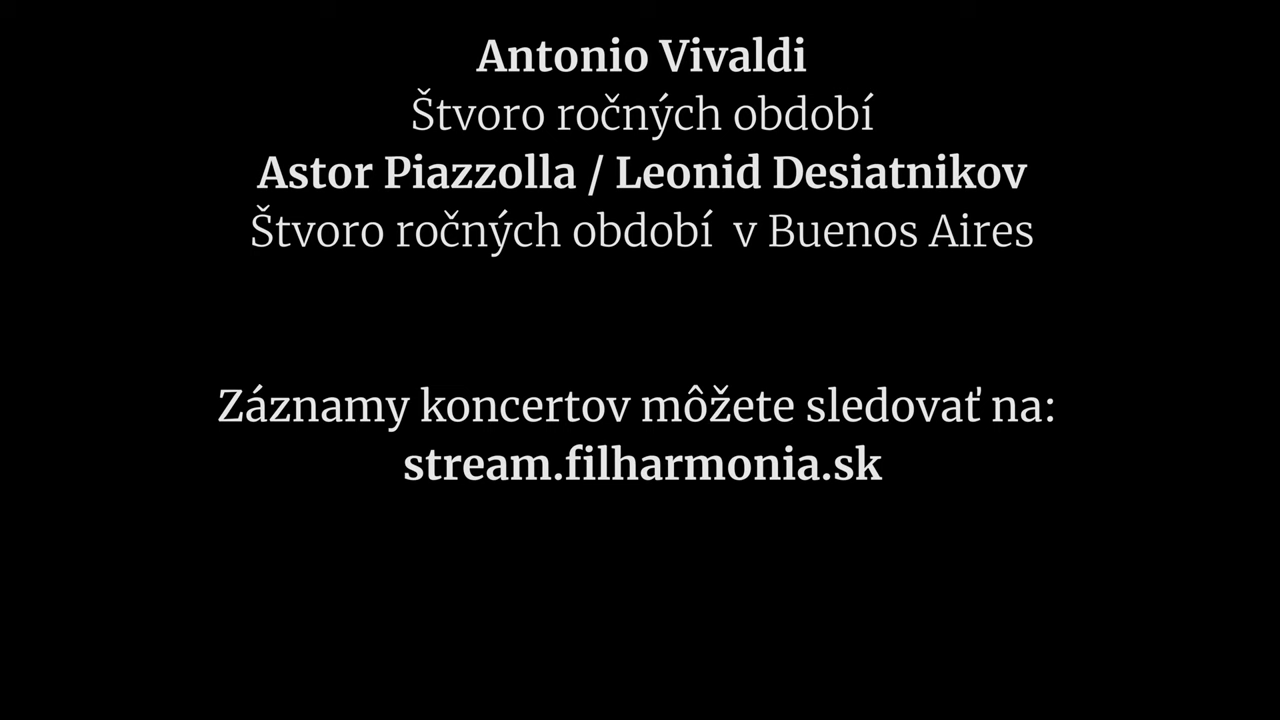 Antonio Vivaldi
Štvoro ročných období
Astor Piazzolla / Leonid Desiatnikov
Štvoro ročných období  v Buenos Aires
Záznamy koncertov môžete sledovať na:
stream.filharmonia.sk